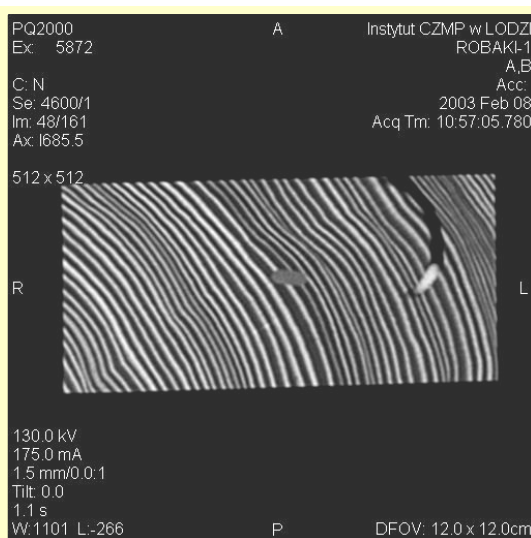 PQ2000
Ex: 5872
C: N
Se: 4600/1
Im: 48/161
Ax: I685.5
512 x 512
A
Instytut CZMP w LODZI
ROBAKI-1
A,B
Acc:
2003 Feb 08
Acq Tm: 10:57:05.780
R
L
130.0 kV
175.0 mA
1.5 mm/0.0:1
Tilt: 0.0
1.1 s
W:1101 L:-266
P
DFOV: 12.0 x 12.0cm